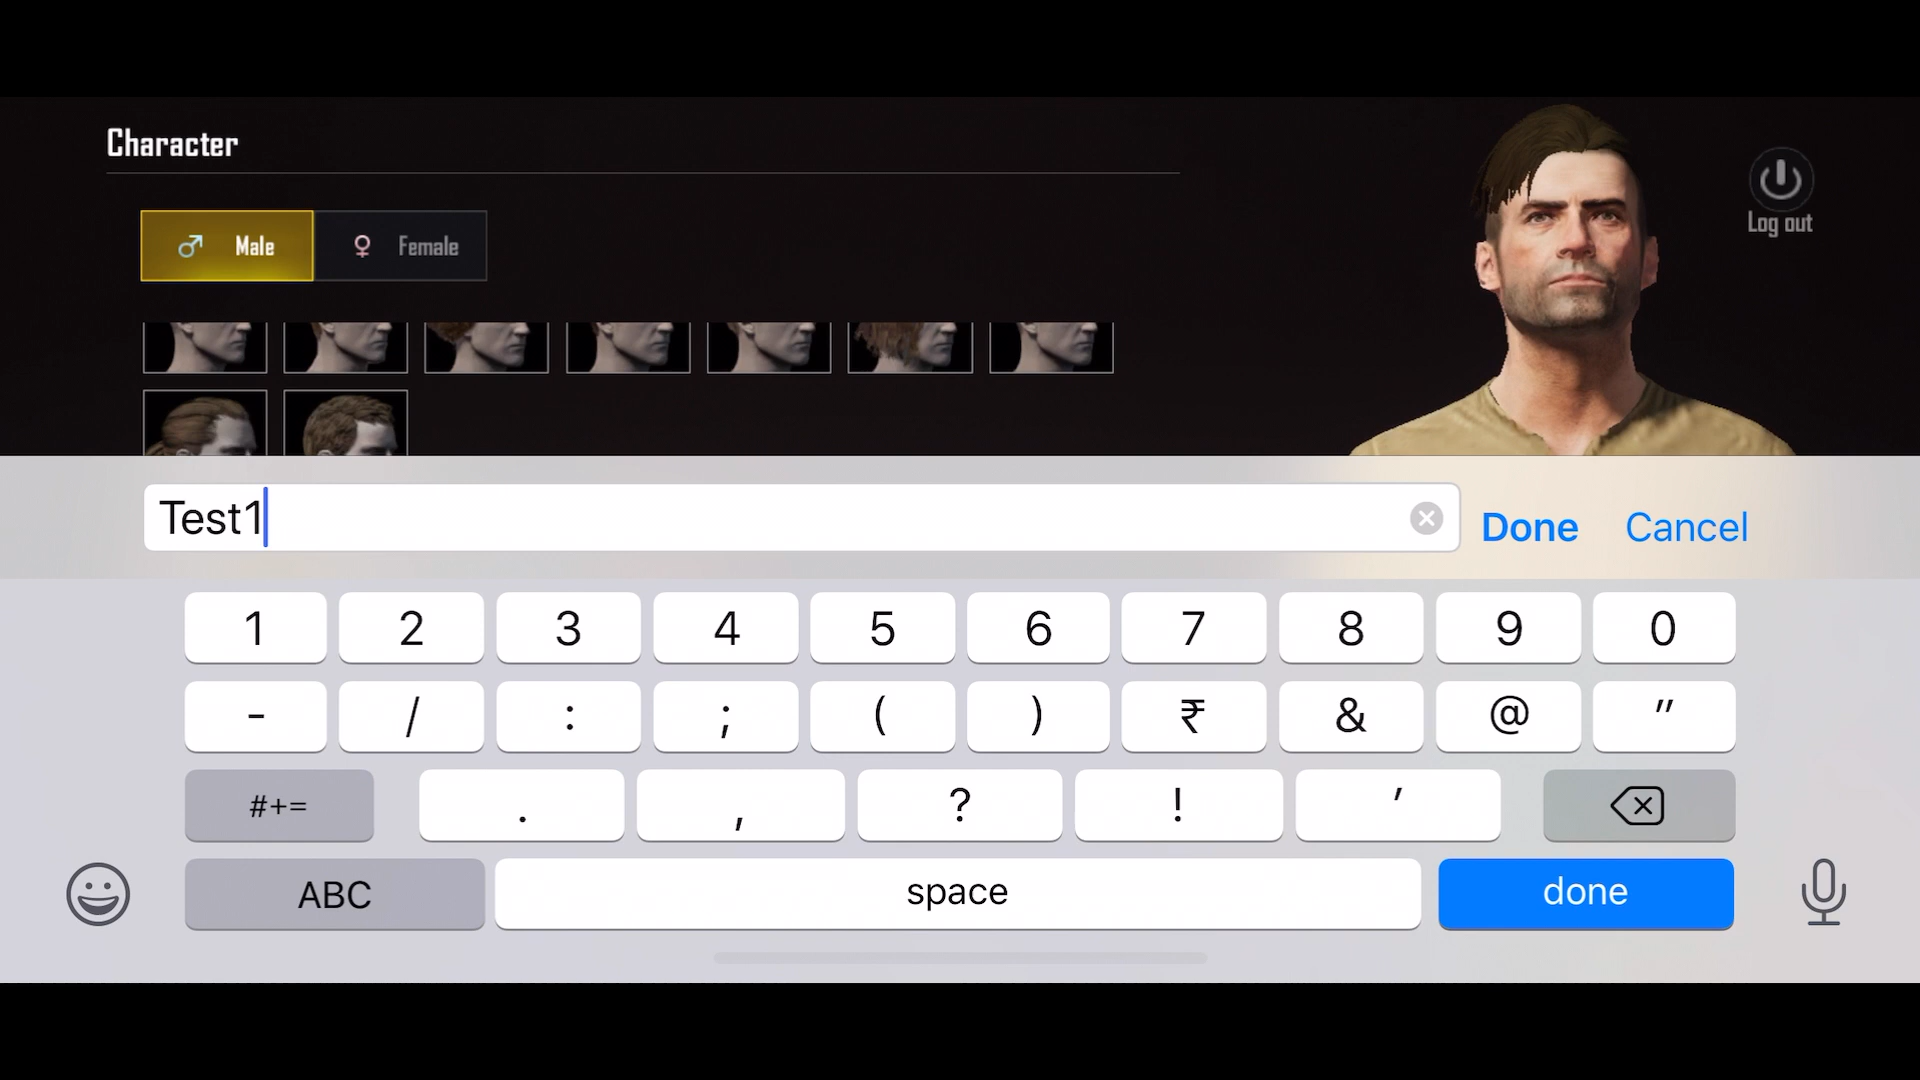 Character
Log out
Male Female
Test1
Done Cancel
1 2 3 4 5 6 7 8 9 0
- / : ; ( ) ₹ & @ "
#+= . , ? ! '
ABC space done